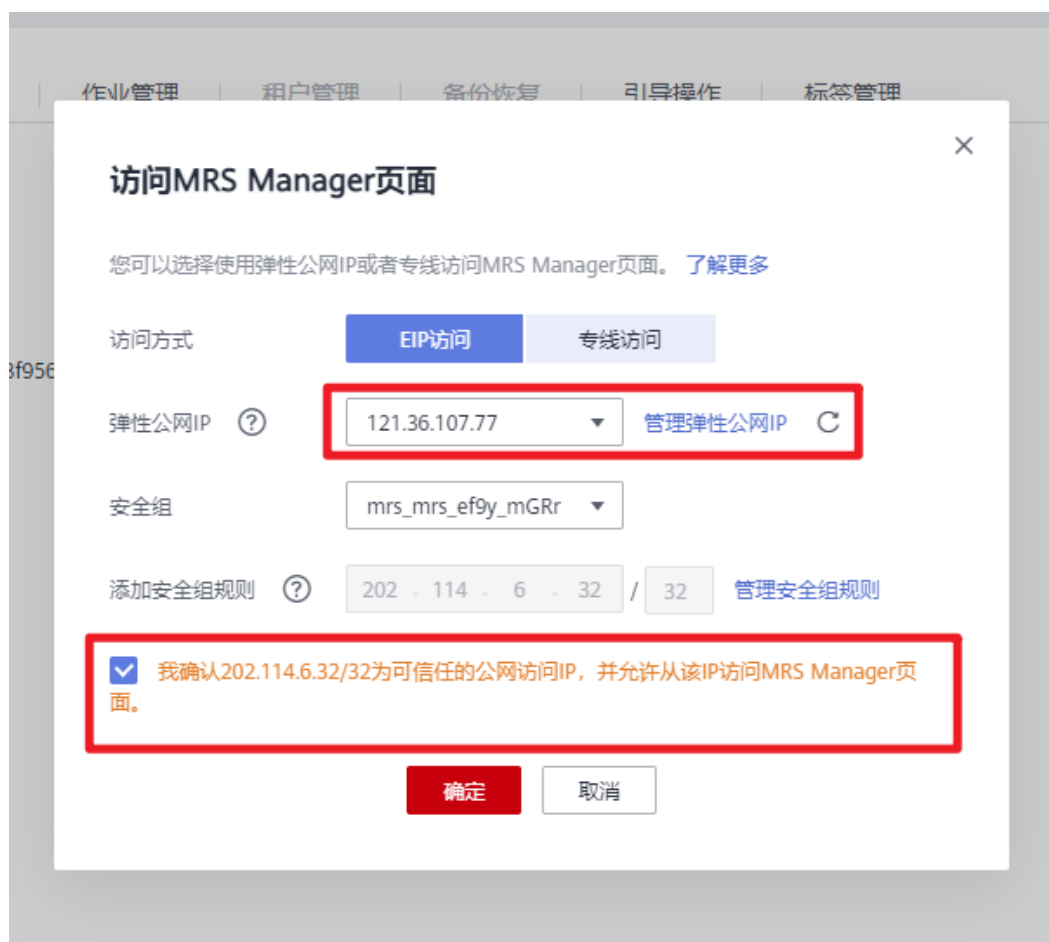 作业管理 租户管理 备份恢复 引导操作 标签管理
访问MRS Manager页面
您可以选择使用弹性公网IP或者专线访问MRS Manager页面。 了解更多
访问方式 EIP访问 专线访问
3f956
弹性公网IP ? 121.36.107.77 管理弹性公网IP
安全组 mrs_mrs_ef9y_mGRr
添加安全组规则 ? 202 . 114 . 6 . 32 / 32 管理安全组规则
我确认202.114.6.32/32为可信任的公网访问IP，并允许从该IP访问MRS Manager页
面。
确定 取消